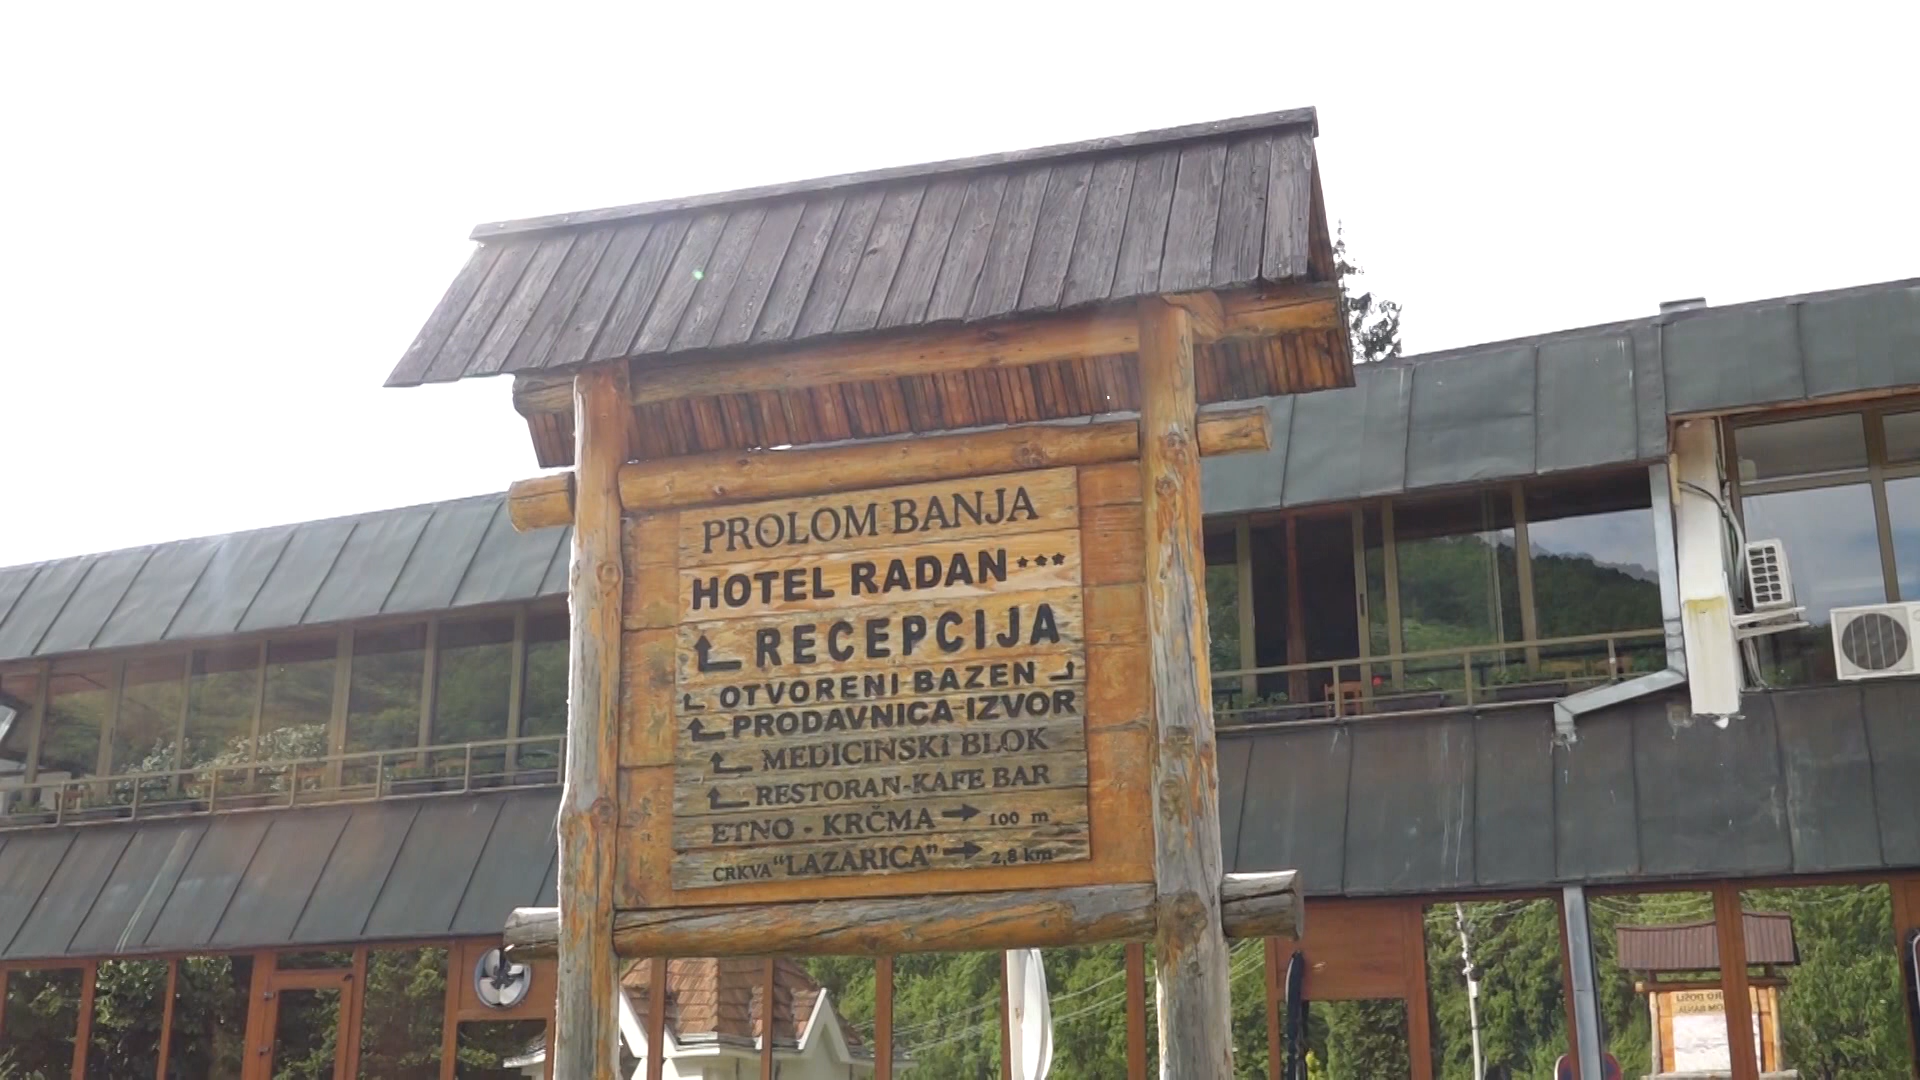 PROLOM BANJA
HOTEL RADAN ***
RECEPCIJA
OTVORENI BAZEN
PRODAVNICA-IZVOR
MEDICINSKI BLOK
RESTORAN-KAFE BAR
ETNO - KRČMA 100 m
CRKVA "LAZARICA" 2,8 km